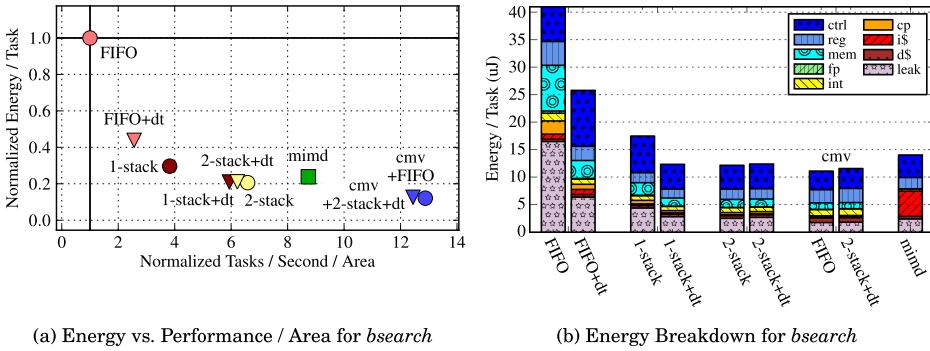 Normalized Energy / Task
1.0
0.8
0.6
0.4
0.2
0.0
FIFO
FIFO+dt
1-stack
2-stack+dt
1-stack+dt
2-stack
mimd
cmv
+FIFO
cmv
+2-stack+dt
0 2 4 6 8 10 12 14
Normalized Tasks / Second / Area
(a) Energy vs. Performance / Area for bsearch
Energy / Task (uJ)
40
30
20
10
0
ctrl
reg
mem
fp
int
cp
i$
d$
leak
cmv
FIFO
FIFO+dt
1-stack
1-stack+dt
2-stack
2-stack+dt
FIFO
2-stack+dt
mimd
(b) Energy Breakdown for bsearch